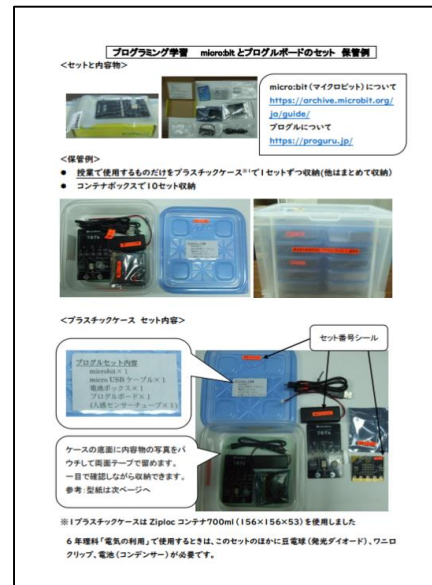 プログラミング学習　micro:bitとプログルボードのセット　保管例
＜セットと内容物＞
micro:bit（マイクロビット）について
https://archive.microbit.org/
ja/guide/
プログルについて
https://proguru.jp/
＜保管例＞
● 授業で使用するものだけをプラスチックケース※1で1セットずつ収納(他はまとめて収納)
● コンテナボックスで10セット収納
＜プラスチックケース　セット内容＞
セット番号シール
プログルセット内容
microbit×1
micro USBケーブル×1
電池ボックス×1
プログルボード×1
(人感センサーチューブ×1)
ケースの底面に内容物の写真をパ
ウチして両面テープで留めます。
一目で確認しながら収納できます。
参考：型紙は次ページへ
※1プラスチックケースは Ziploc コンテナ700ml（156×156×53）を使用しました
6年理科「電気の利用」で使用するときは、このセットのほかに豆電球（発光ダイオード）、ワニロ
クリップ、電池（コンデンサー）が必要です。